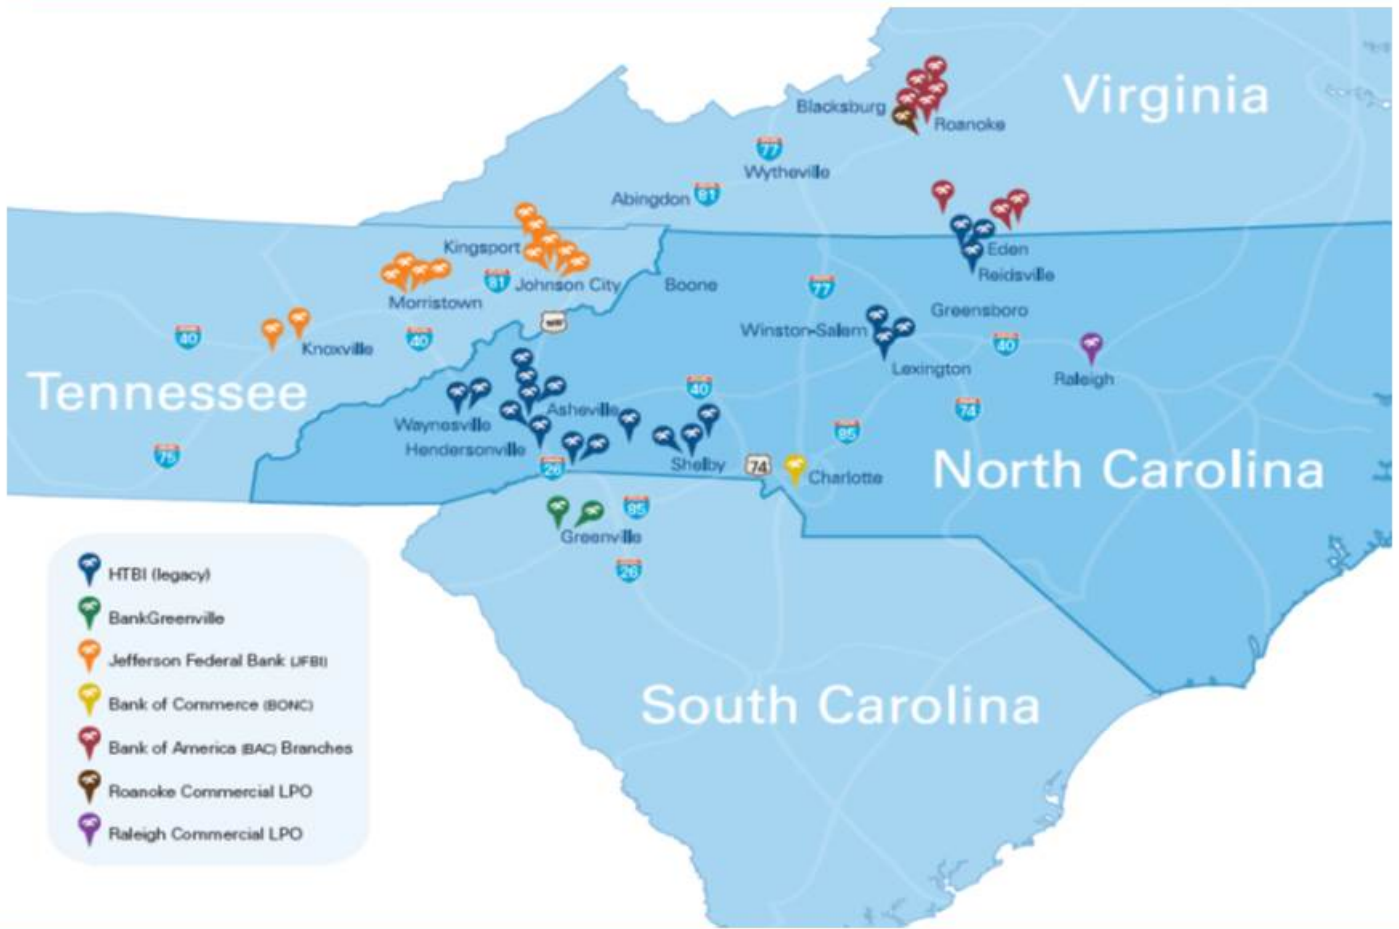 Virginia
Blacksburg
Roanoke
77
Wytheville
Abingdon
81
Kingsport
Eden
Reidsville
81
Johnson City
Boone
77
Morristown
Greensboro
40
Knoxville
40
Winston-Salem
40
Lexington
Raleigh
Tennessee
40
74
Waynesville
Asheville
85
Hendersonville
75
26
Shelby
74
Charlotte
North Carolina
85
Greenville
26
HTBI (legacy)
BankGreenville
Jefferson Federal Bank (JFBI)
Bank of Commerce (BONC)
Bank of America (BAC) Branches
Roanoke Commercial LPO
Raleigh Commercial LPO
South Carolina